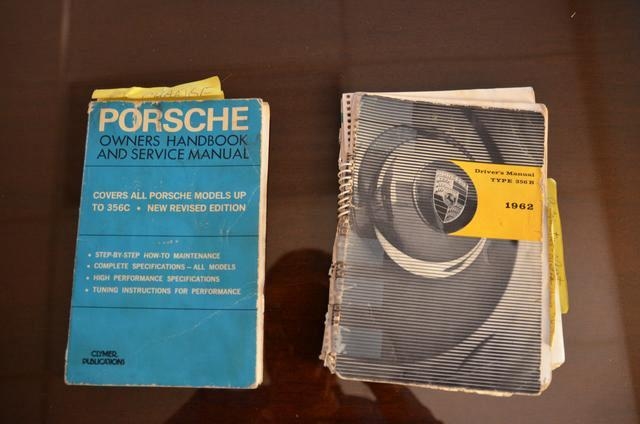 PORSCHE
OWNERS HANDBOOK
AND SERVICE MANUAL
COVERS ALL PORSCHE MODELS UP
TO 356C • NEW REVISED EDITION
• STEP-BY-STEP HOW-TO MAINTENANCE
• COMPLETE SPECIFICATIONS – ALL MODELS
• HIGH PERFORMANCE SPECIFICATIONS
• TUNING INSTRUCTIONS FOR PERFORMANCE
CLYMER
PUBLICATIONS
Driver's Manual
TYPE 356 B
1962